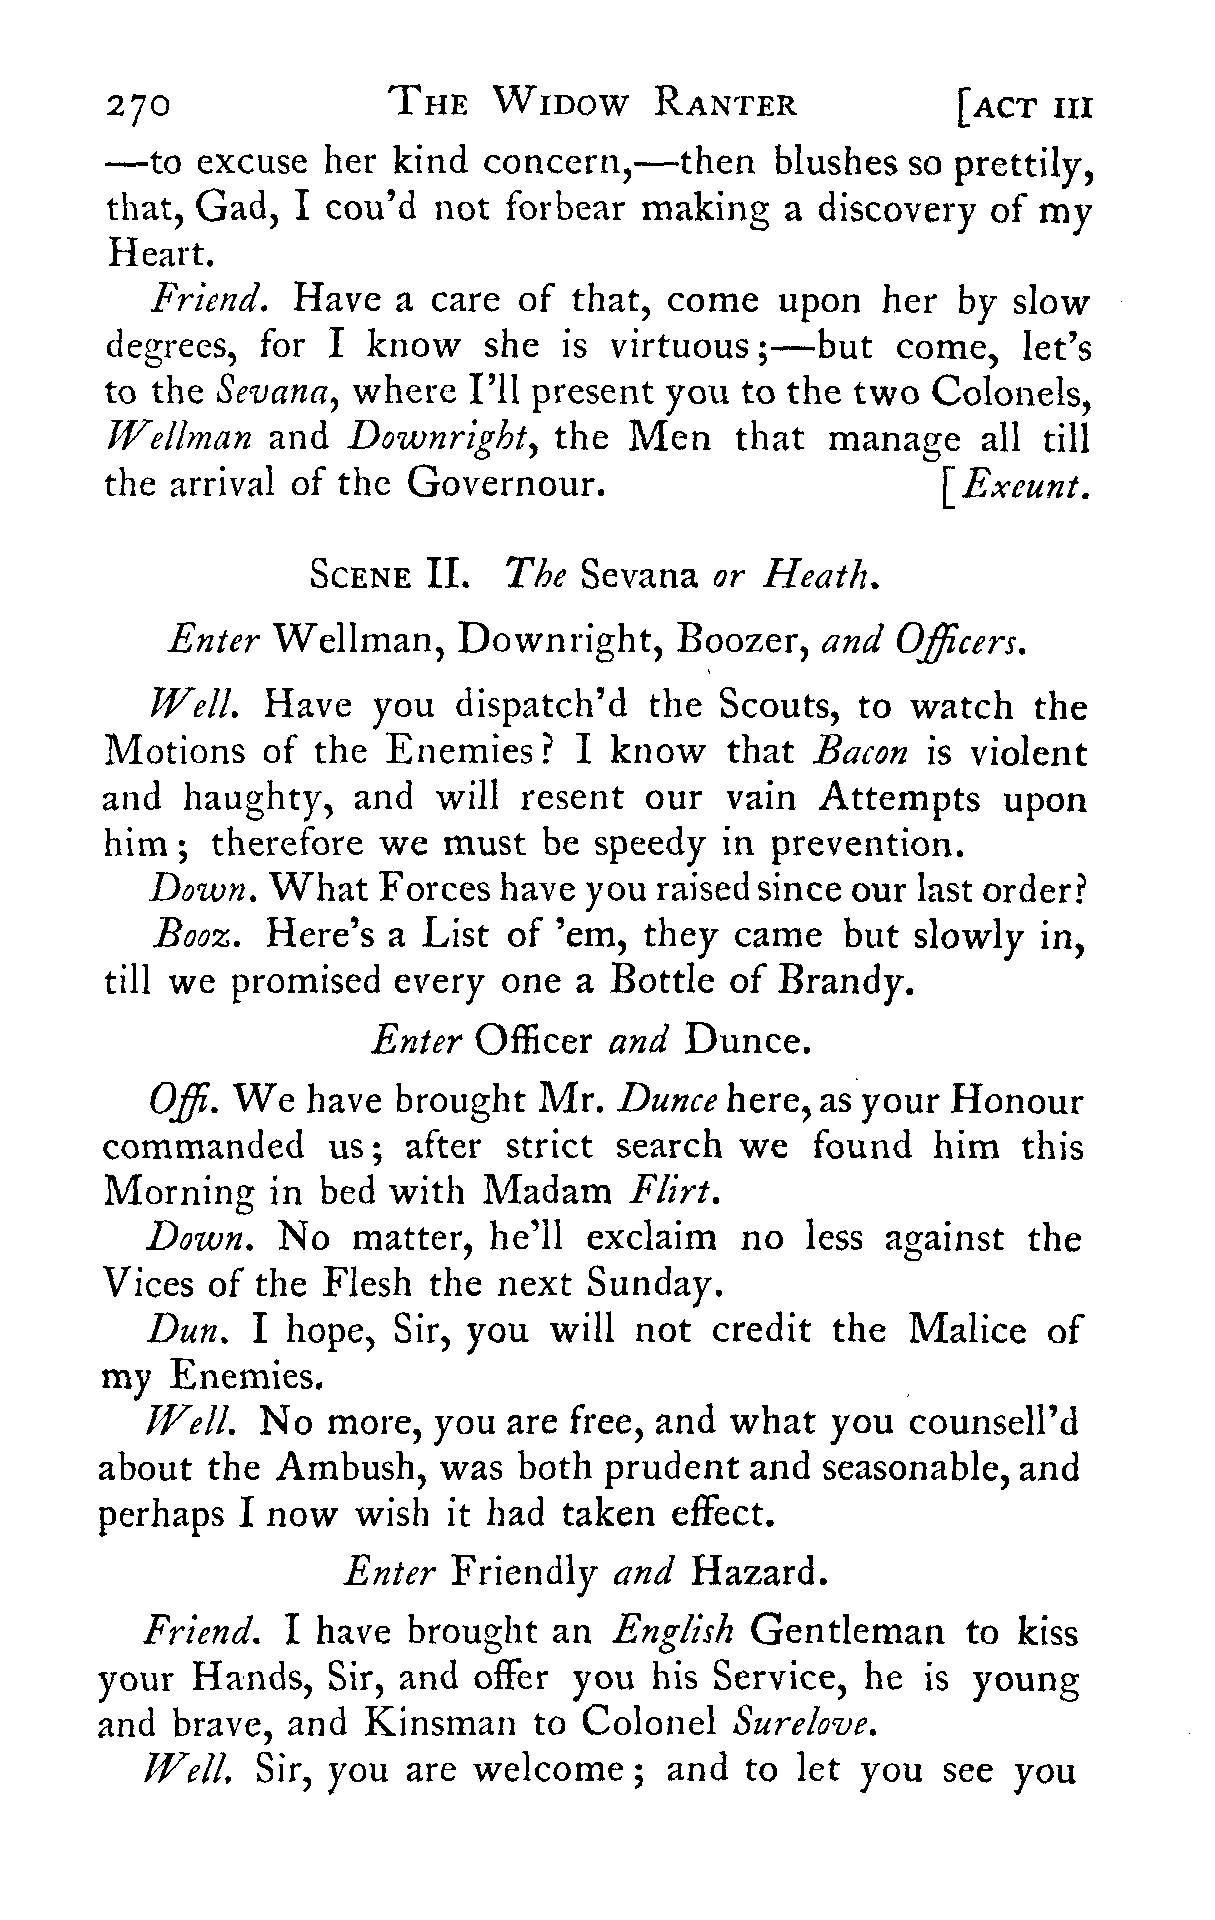 270 THE WIDOW RANTER [ACT III
—to excuse her kind concern,—then blushes so prettily,
that, Gad, I cou'd not forbear making a discovery of my
Heart.
Friend. Have a care of that, come upon her by slow
degrees, for I know she is virtuous;—but come, let's
to the Sevana, where I'll present you to the two Colonels,
Wellman and Downright, the Men that manage all till
the arrival of the Governour. [Exeunt.
SCENE II. The Sevana or Heath.
Enter Wellman, Downright, Boozer, and Officers.
Well. Have you dispatch'd the Scouts, to watch the
Motions of the Enemies? I know that Bacon is violent
and haughty, and will resent our vain Attempts upon
him; therefore we must be speedy in prevention.
Down. What Forces have you raised since our last order?
Booz. Here's a List of 'em, they came but slowly in,
till we promised every one a Bottle of Brandy.
Enter Officer and Dunce.
Offi. We have brought Mr. Dunce here, as your Honour
commanded us; after strict search we found him this
Morning in bed with Madam Flirt.
Down. No matter, he'll exclaim no less against the
Vices of the Flesh the next Sunday.
Dun. I hope, Sir, you will not credit the Malice of
my Enemies.
Well. No more, you are free, and what you counsell'd
about the Ambush, was both prudent and seasonable, and
perhaps I now wish it had taken effect.
Enter Friendly and Hazard.
Friend. I have brought an English Gentleman to kiss
your Hands, Sir, and offer you his Service, he is young
and brave, and Kinsman to Colonel Surelove.
Well. Sir, you are welcome; and to let you see you